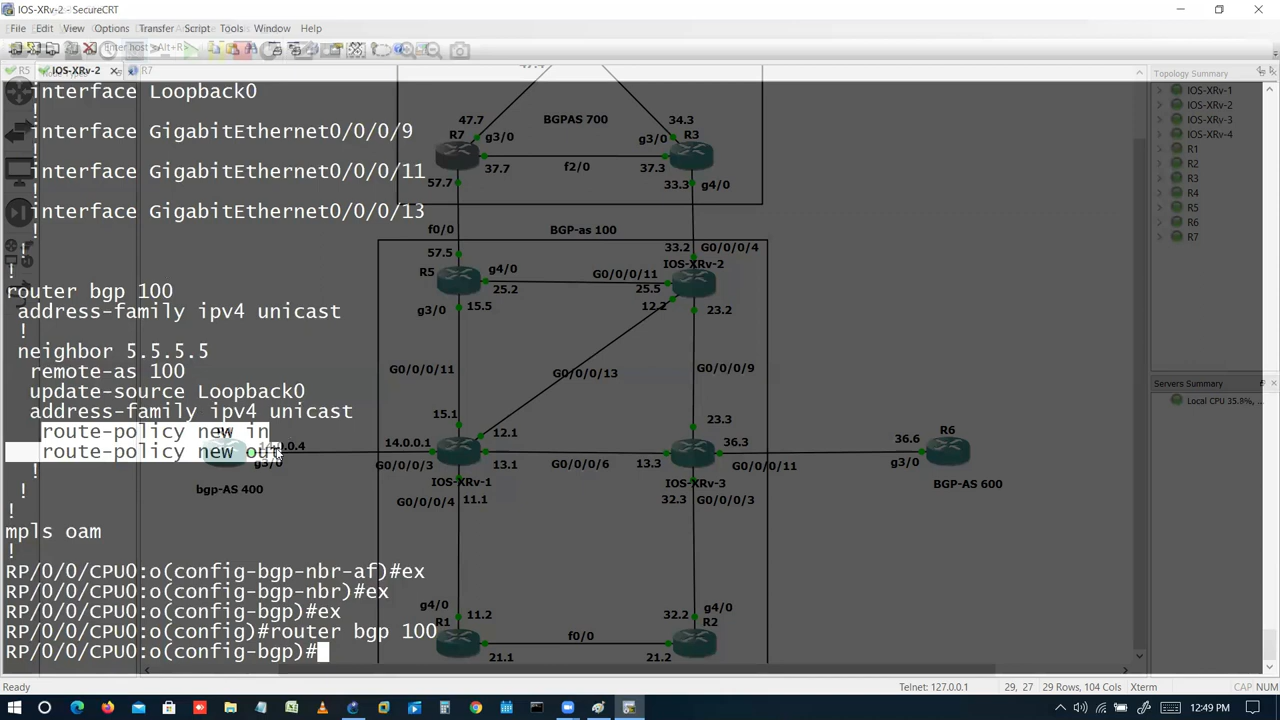 IOS-XRv-2 - SecureCRT
File Edit View Options Transfer Script Tools Window Help
Enter host <Alt+R>
R5 IOS-XRv-2 R7
interface Loopback0
!
interface GigabitEthernet0/0/0/9
!
interface GigabitEthernet0/0/0/11
!
interface GigabitEthernet0/0/0/13
!
!
!
router bgp 100
address-family ipv4 unicast
!
neighbor 5.5.5.5
remote-as 100
update-source Loopback0
address-family ipv4 unicast
route-policy new in
route-policy new out
!
!
!
mpls oam
!
RP/0/0/CPU0:o(config-bgp-nbr-af)#ex
RP/0/0/CPU0:o(config-bgp-nbr)#ex
RP/0/0/CPU0:o(config-bgp)#ex
RP/0/0/CPU0:o(config)#router bgp 100
RP/0/0/CPU0:o(config-bgp)#
47.7
BGPAS 700
34.3
R7
g3/0
R3
g3/0
37.7
f2/0
37.3
57.7
33.3
g4/0
f0/0
BGP-as 100
57.5
33.2
G0/0/0/4
IOS-XRv-2
R5
g4/0
G0/0/0/11
25.2
25.5
g3/0
15.5
12.2
23.2
G0/0/0/11
G0/0/0/13
G0/0/0/9
15.1
23.3
12.1
14.0.0.4
14.0.0.1
36.3
36.6
R6
g3/0
G0/0/0/3
13.1
G0/0/0/6
13.3
G0/0/0/11
g3/0
bgp-AS 400
IOS-XRv-1
IOS-XRv-3
BGP-AS 600
G0/0/0/4
11.1
32.3
G0/0/0/3
g4/0
11.2
32.2
g4/0
R1
R2
f0/0
21.1
21.2
Topology Summary
IOS-XRv-1
IOS-XRv-2
IOS-XRv-3
IOS-XRv-4
R1
R2
R3
R4
R5
R6
R7
Servers Summary
Local CPU 35.8%,
Ready
Telnet: 127.0.0.1
29, 27 29 Rows, 104 Cols Xterm
CAP NUM
12:49 PM